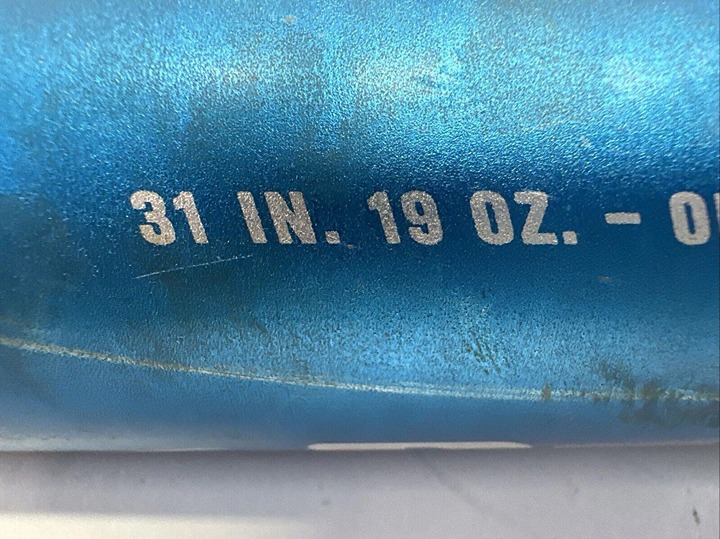 31 IN. 19 OZ. -